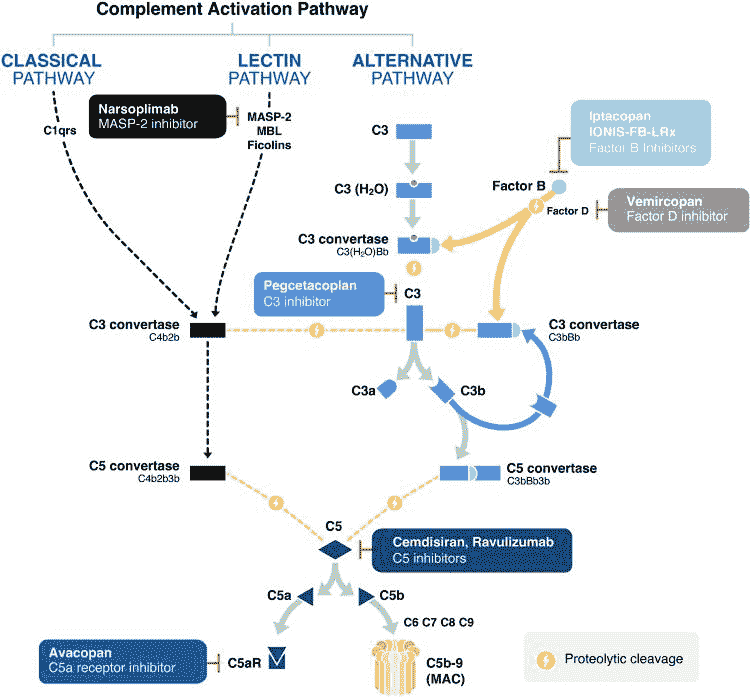 Complement Activation Pathway
CLASSICAL
PATHWAY
LECTIN
PATHWAY
ALTERNATIVE
PATHWAY
Narsoplimab
MASP-2 inhibitor
C1qrs
MASP-2
MBL
Ficolins
C3
Iptacopan
IONIS-FB-LRx
Factor B Inhibitors
C3 (H₂O)
Factor B
Factor D
Vemircopan
Factor D inhibitor
C3 convertase
C3(H₂O)Bb
Pegcetacoplan
C3 inhibitor
C3
C3 convertase
C4b2b
C3 convertase
C3bBb
C3a
C3b
C5 convertase
C4b2b3b
C5 convertase
C3bBb3b
C5
Cemdisiran, Ravulizumab
C5 inhibitors
C5a
C5b
C6 C7 C8 C9
Avacopan
C5a receptor inhibitor
C5aR
C5b-9
(MAC)
Proteolytic cleavage